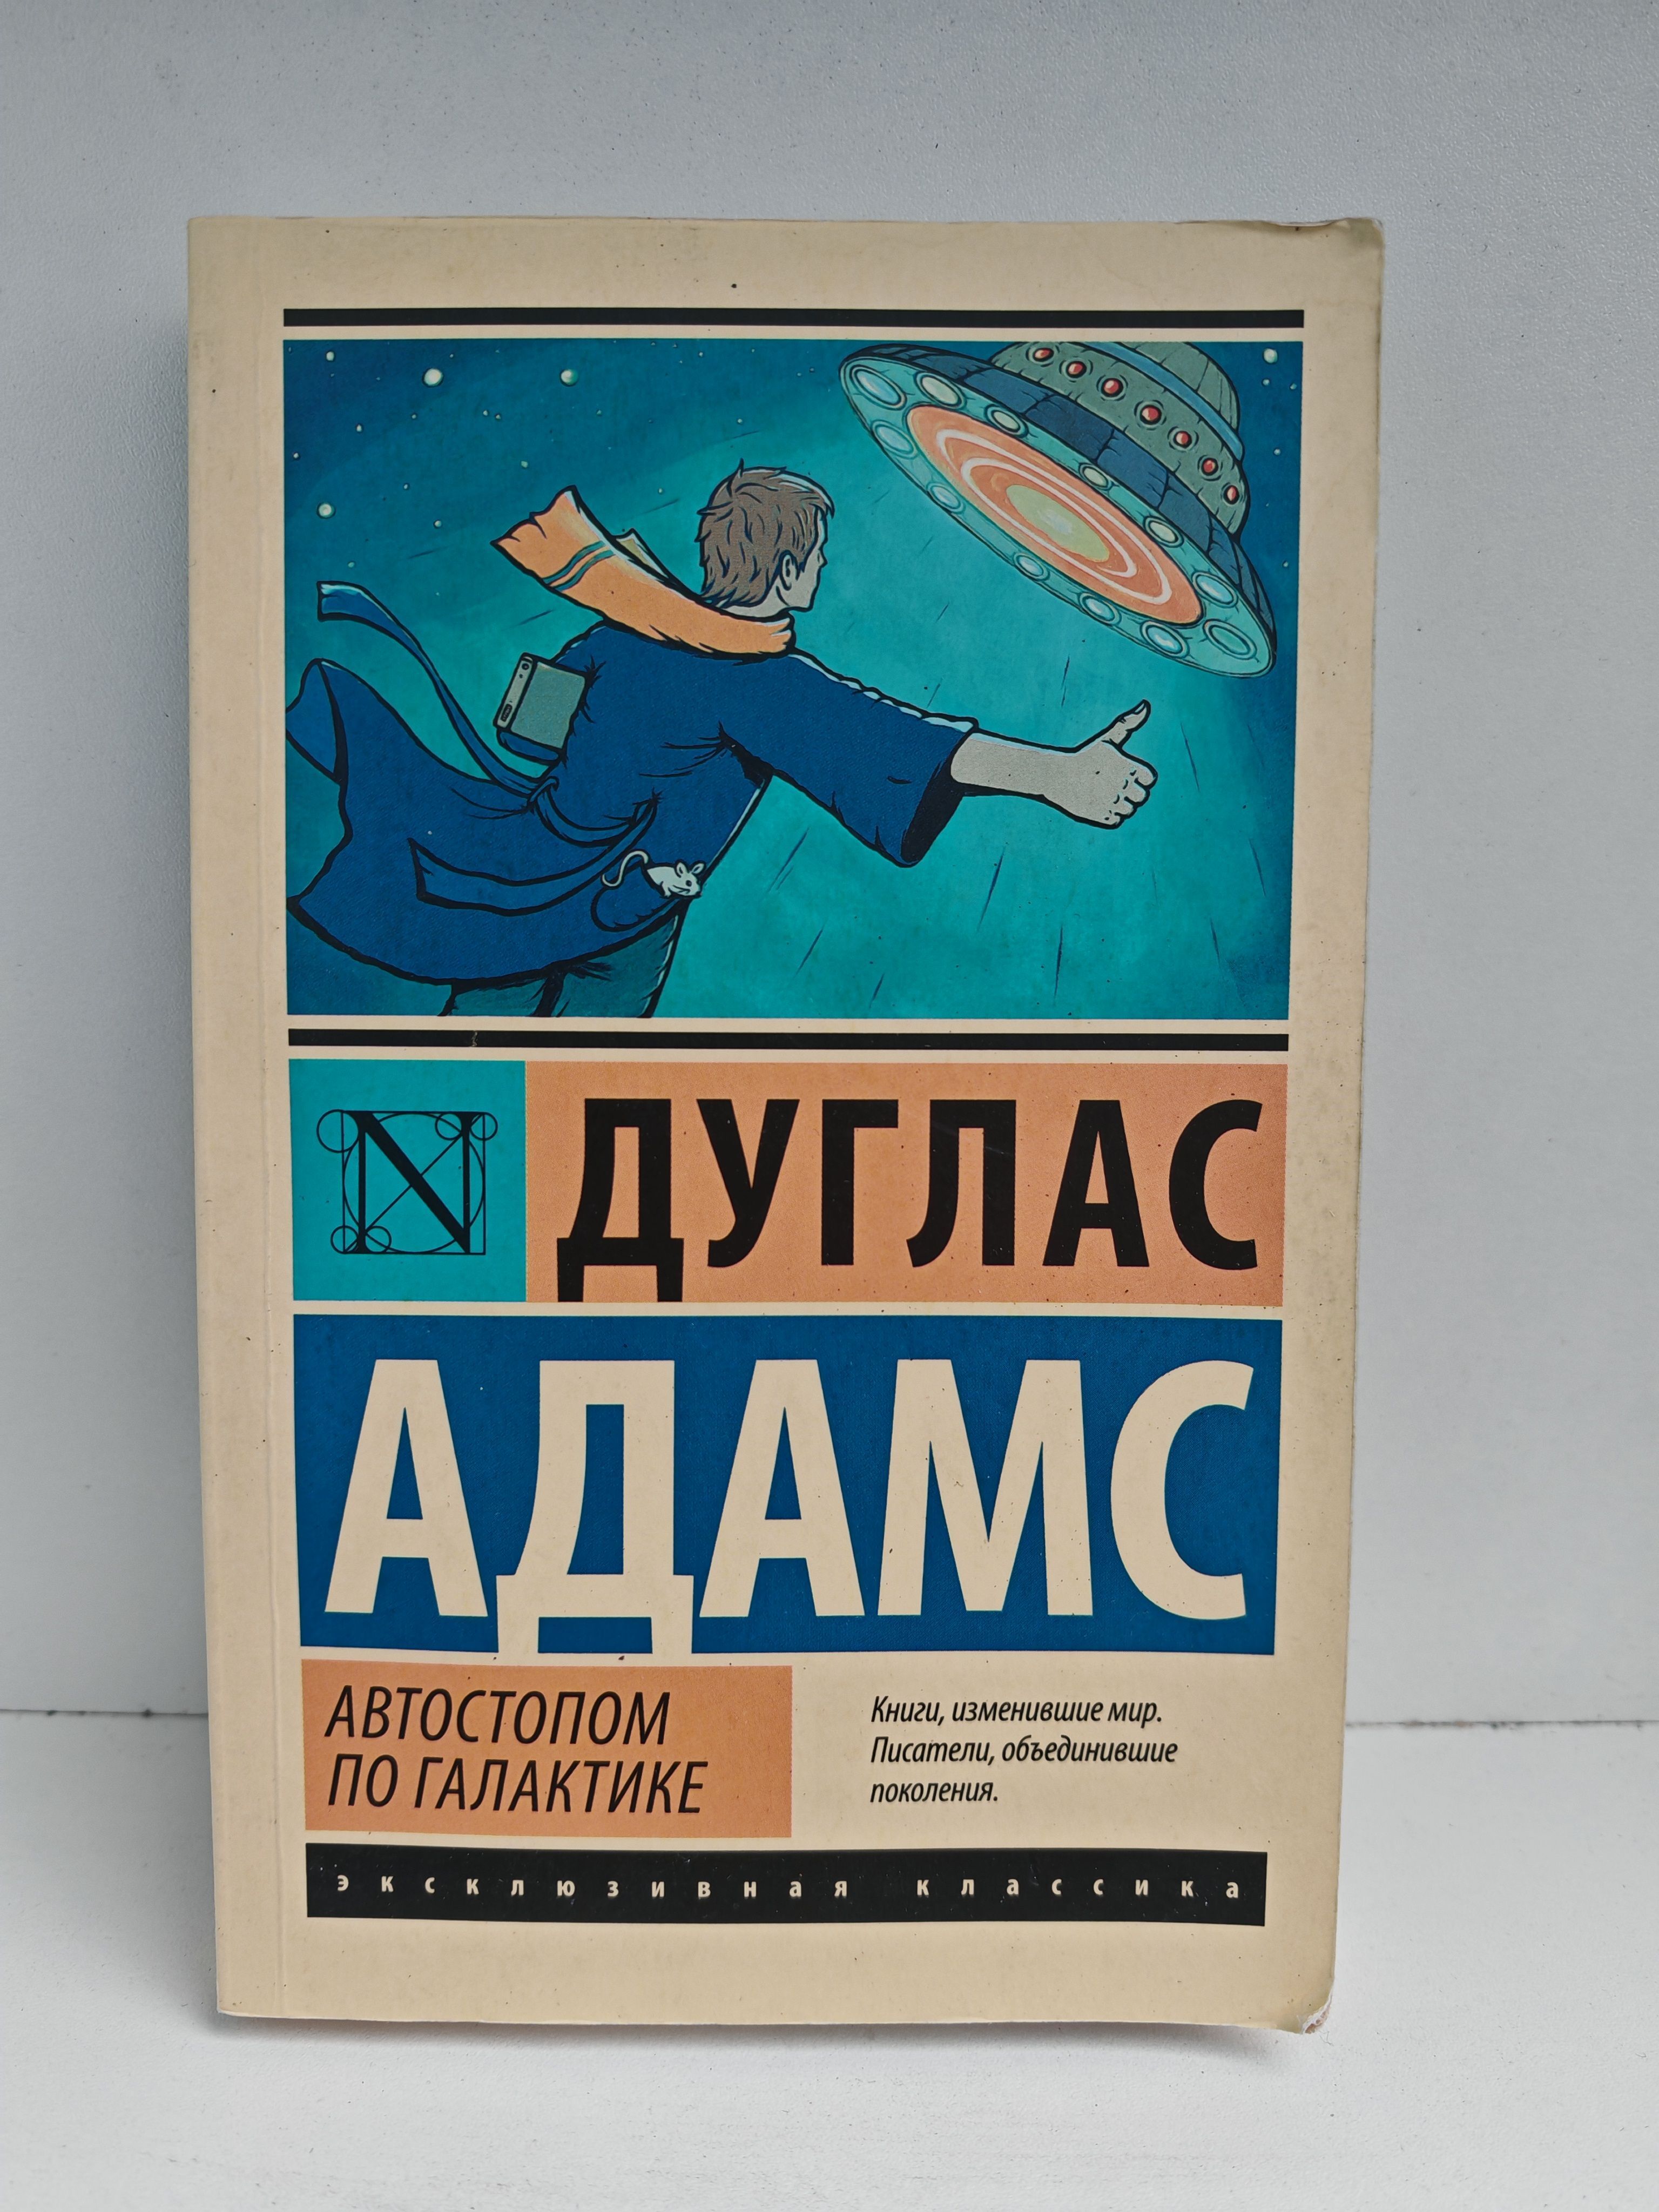 N
ДУГЛАС
АДАМС
АВТОСТОПОМ
ПО ГАЛАКТИКЕ
Книги, изменившие мир.
Писатели, объединившие
поколения.
эксклюзивная классика